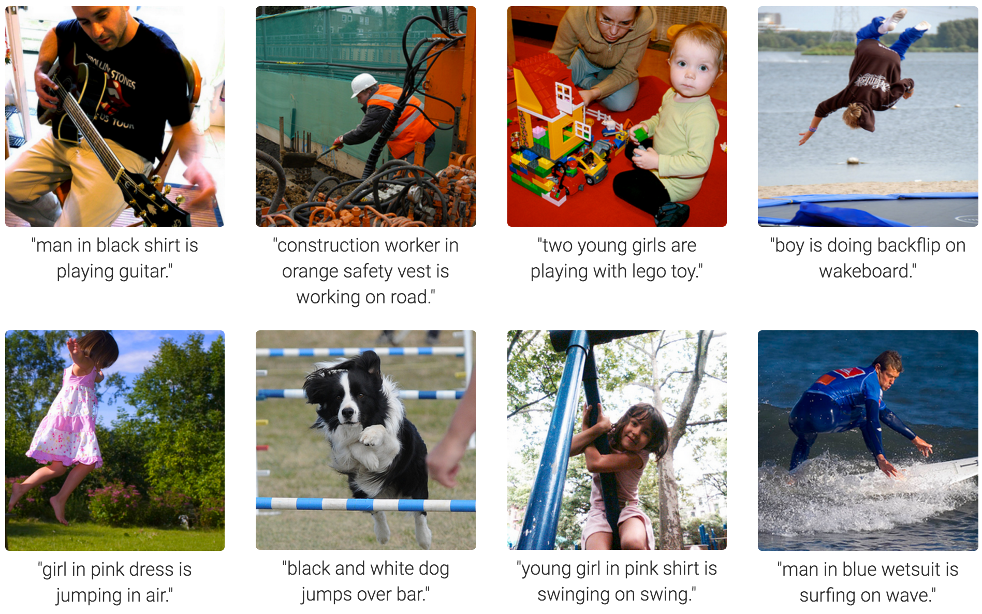 "man in black shirt is
playing guitar."
"construction worker in
orange safety vest is
working on road."
"two young girls are
playing with lego toy."
"boy is doing backflip on
wakeboard."
"girl in pink dress is
jumping in air."
"black and white dog
jumps over bar."
"young girl in pink shirt is
swinging on swing."
"man in blue wetsuit is
surfing on wave."